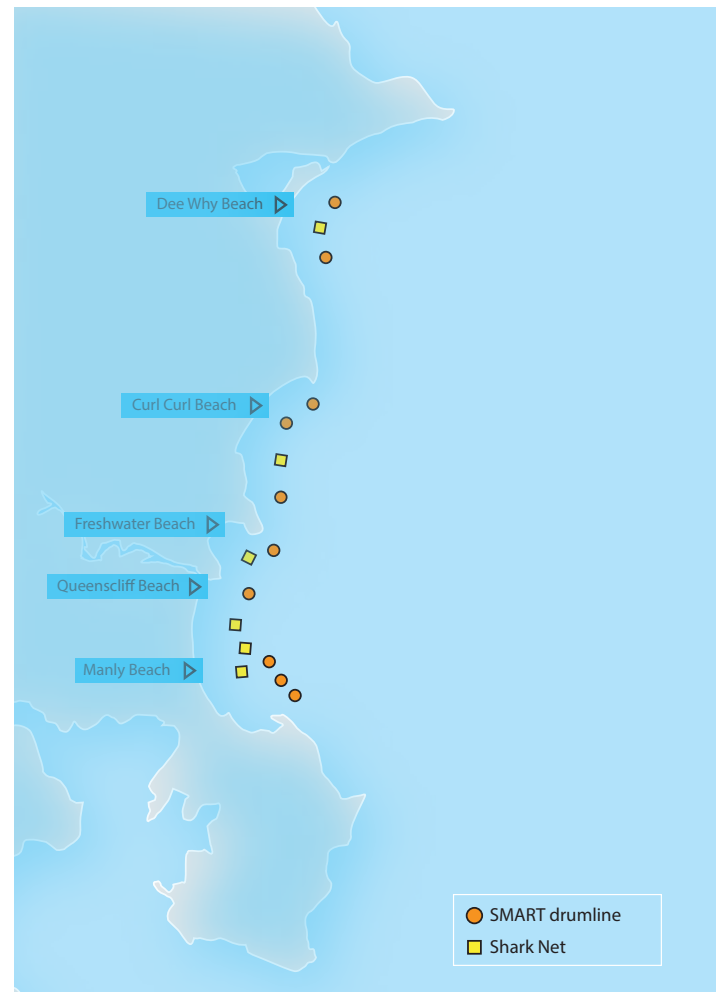 Dee Why Beach
Curl Curl Beach
Freshwater Beach
Queenscliff Beach
Manly Beach
SMART drumline
Shark Net